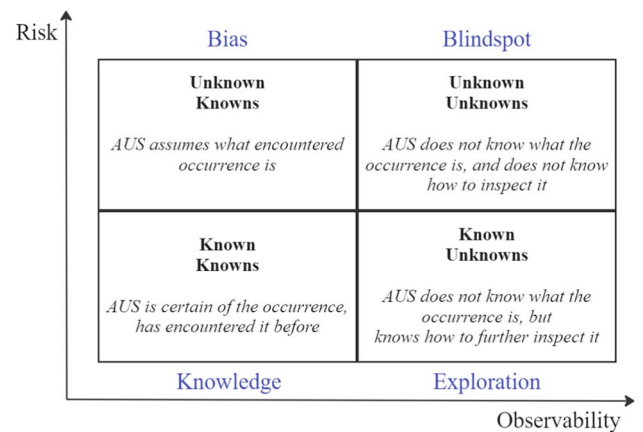 Risk
Bias
Blindspot
Unknown
Knowns
AUS assumes what encountered
occurrence is
Unknown
Unknowns
AUS does not know what the
occurrence is, and does not know
how to inspect it
Known
Knowns
AUS is certain of the occurrence,
has encountered it before
Known
Unknowns
AUS does not know what the
occurrence is, but
knows how to further inspect it
Knowledge
Exploration
Observability